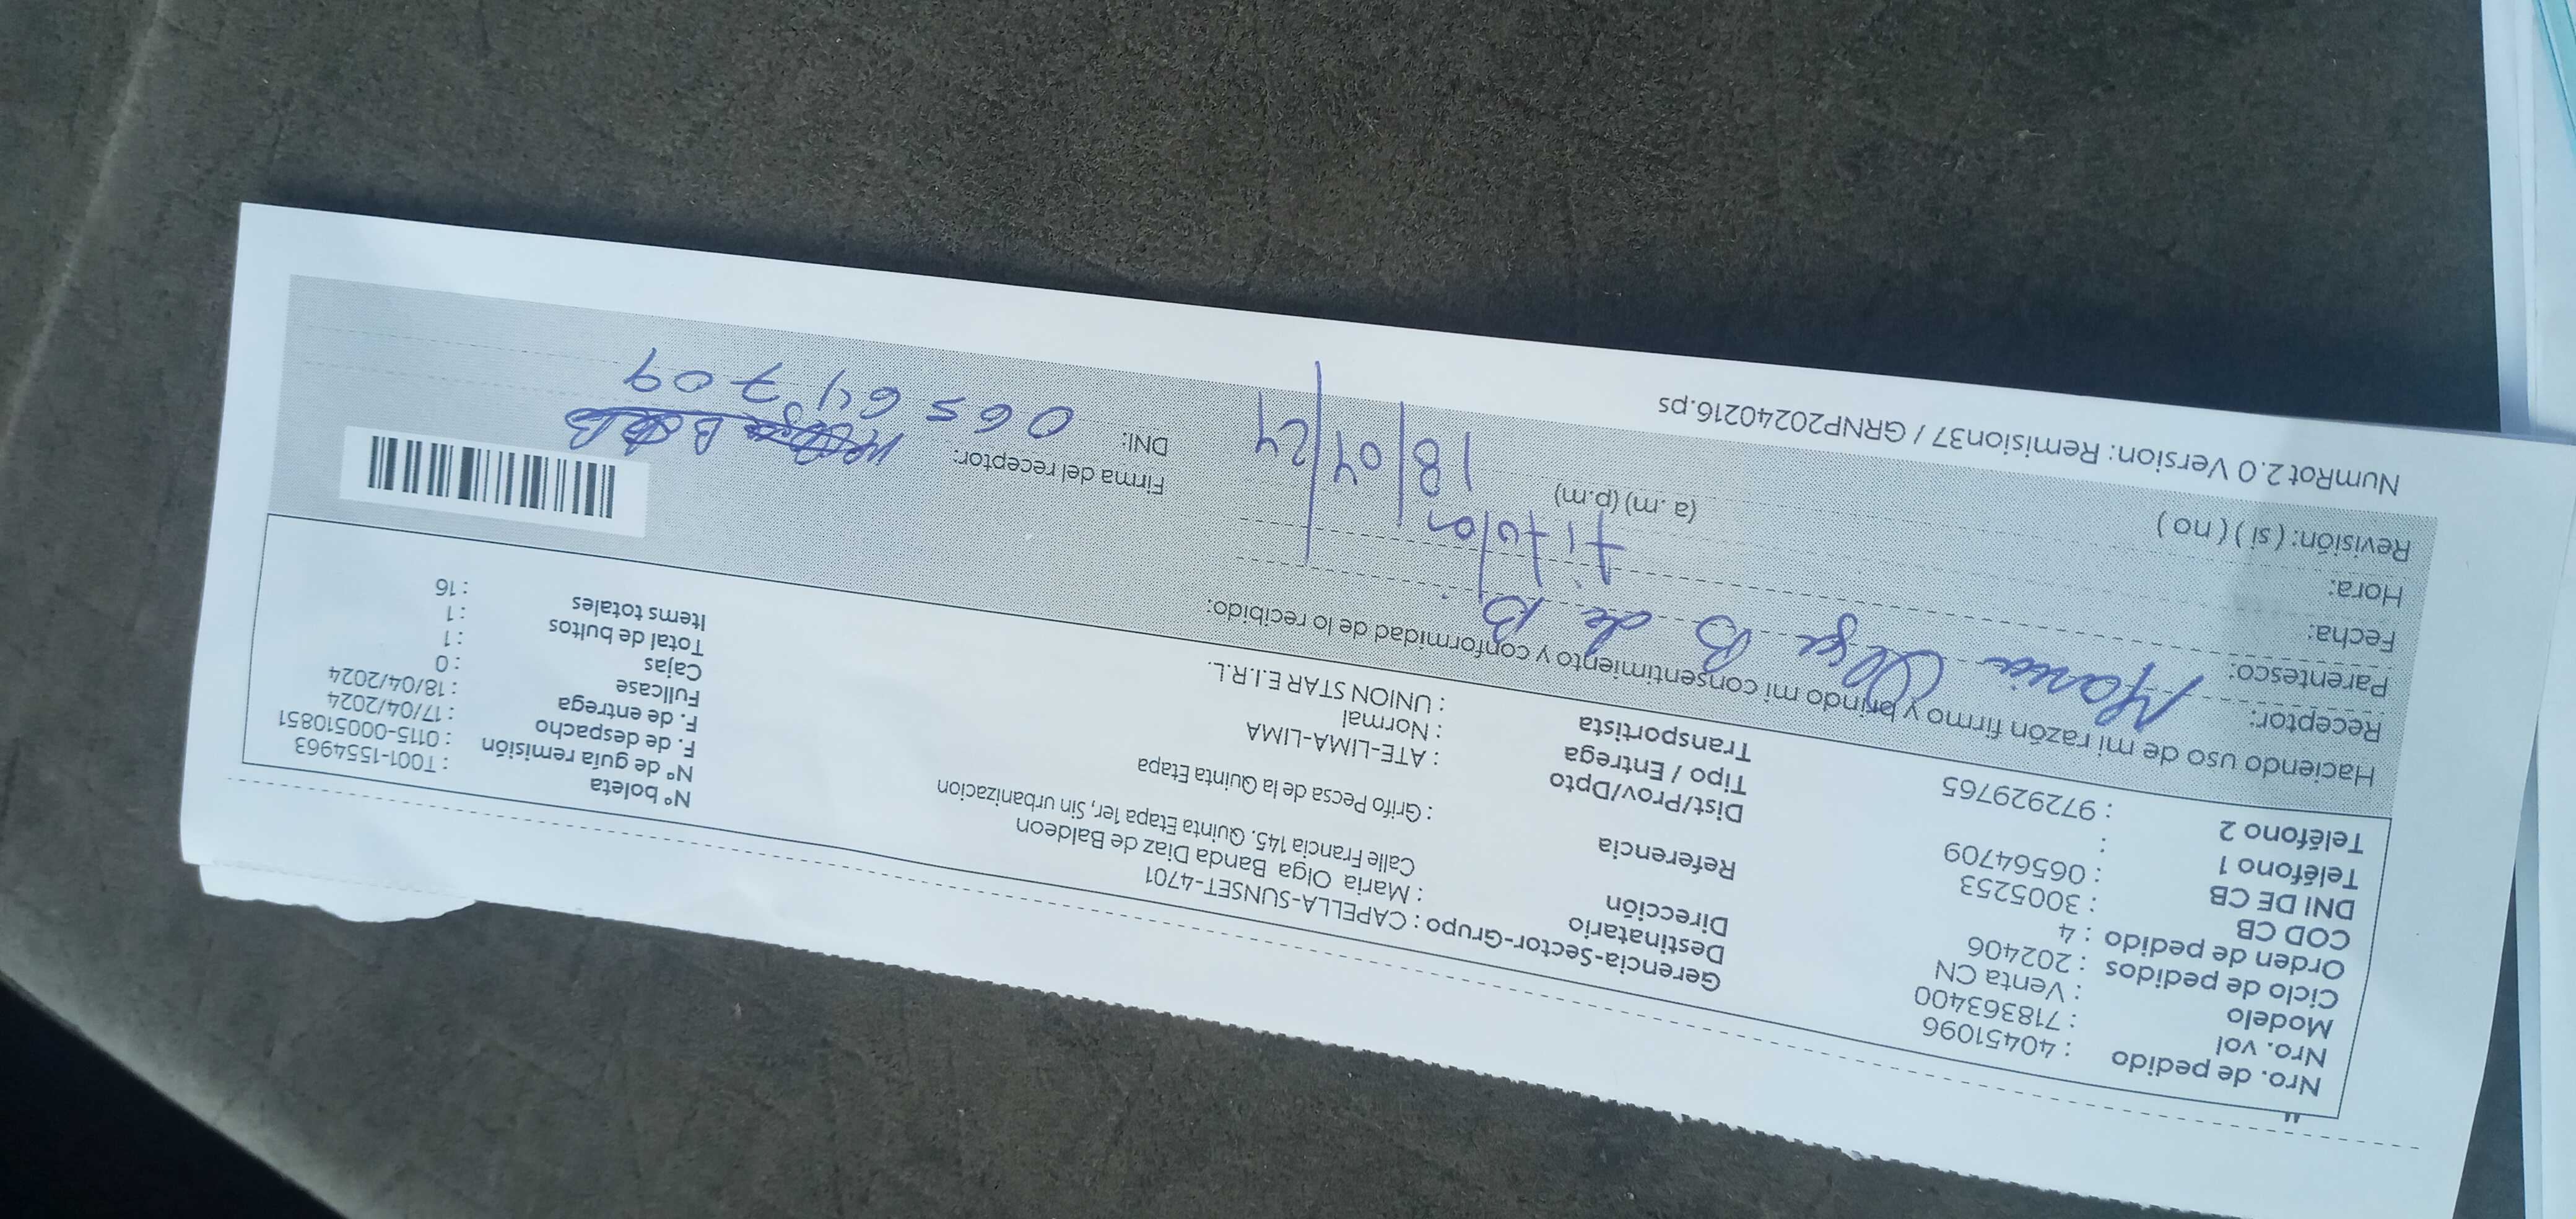 Nro. de pedido : 40451096
Nro. vol : 718363400
Modelo : Venta CN
Ciclo de pedidos : 202406
Orden de pedido : 4
COD CB : 3005253
DNI DE CB : 06564709
Teléfono 1 :
Teléfono 2 : 972929765
Gerencia-Sector-Grupo : CAPELLA-SUNSET-4701
Destinatario : Maria Olga Banda Diaz de Baldeon
Dirección Calle Francia 145. Quinta Etapa 1er, Sin urbanizacion
Referencia : Grifo Pecsa de la Quinta Etapa
Dist/Prov/Dpto : ATE-LIMA-LIMA
Tipo / Entrega : Normal
Transportista : UNION STAR E.I.R.L.
Nº boleta : T001-1554963
Nº de guía remisión : 0115-000510851
F. de despacho : 17/04/2024
F. de entrega : 18/04/2024
Fullcase : 0
Cajas : 1
Total de bultos : 1
Items totales : 16
Haciendo uso de mi razón firmo y brindo mi consentimiento y conformidad de lo recibido:
Receptor: Maria Olga B de B
Parentesco: titular
Fecha: 18/04/24
Hora: (a .m) (p.m)
Revisión: ( si ) ( no )
Firma del receptor:
DNI: 06564709
NumRot 2.0 Version: Remision37 / GRNP20240216.ps